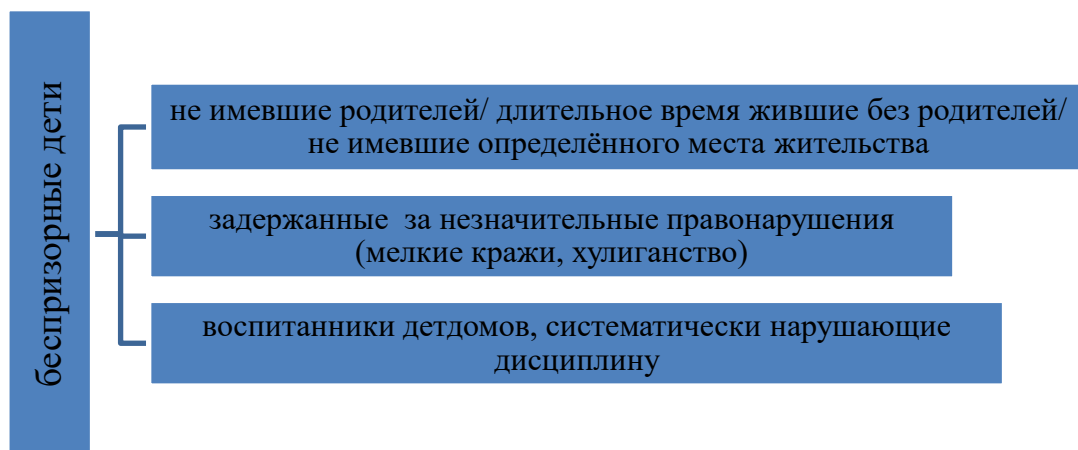 беспризорные дети
не имевшие родителей/ длительное время жившие без родителей/
не имевшие определённого места жительства
задержанные за незначительные правонарушения
(мелкие кражи, хулиганство)
воспитанники детдомов, систематически нарушающие
дисциплину